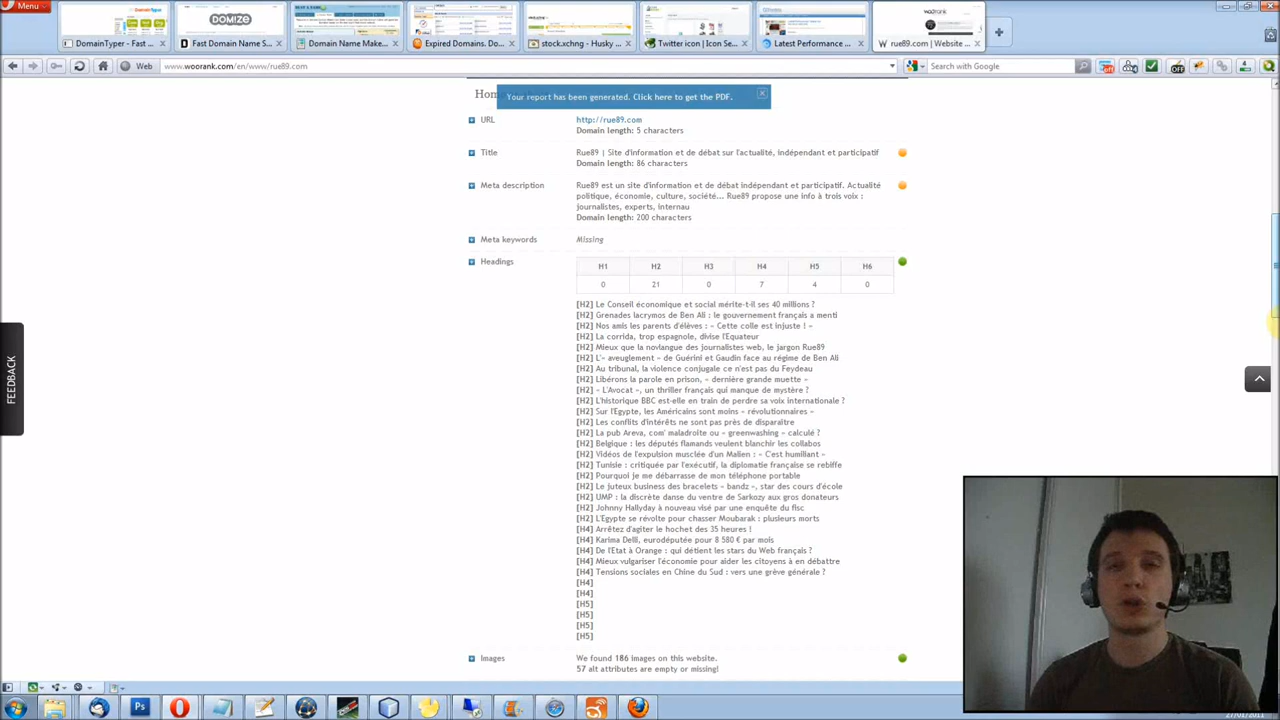 Menu
DomainTyper - Fast ...
Fast Domain/Website ...
Domain Name Make...
Expired Domains. Do...
stock.xchng - Husky ...
Twitter icon | Icon Se...
Latest Performance ...
woorank
W rue89.com | Website ...
Web
www.woorank.com/en/www/rue89.com
Search with Google
Your report has been generated. Click here to get the PDF.
URL
http://rue89.com
Domain length: 5 characters
Title
Rue89 | Site d'information et de débat sur l'actualité, indépendant et participatif
Domain length: 86 characters
Meta description
Rue89 est un site d'information et de débat indépendant et participatif. Actualité
politique, économie, culture, société... Rue89 propose une info à trois voix :
journalistes, experts, internau
Domain length: 200 characters
Meta keywords
Missing
Headings
H1 H2 H3 H4 H5 H6
0 21 0 7 4 0
[H2] Le Conseil économique et social mérite-t-il ses 40 millions ?
[H2] Grenades lacrymos de Ben Ali : le gouvernement français a menti
[H2] Nos amis les parents d'élèves : « Cette colle est injuste ! »
[H2] La corrida, trop espagnole, divise l'Equateur
[H2] Mieux que la novlangue des journalistes web, le jargon Rue89
[H2] L'« aveuglement » de Guérini et Gaudin face au régime de Ben Ali
[H2] Au tribunal, la violence conjugale ce n'est pas du Feydeau
[H2] Libérons la parole en prison, « dernière grande muette »
[H2] « L'Avocat », un thriller français qui manque de mystère ?
[H2] L'historique BBC est-elle en train de perdre sa voix internationale ?
[H2] Sur l'Egypte, les Américains sont moins « révolutionnaires »
[H2] Les conflits d'intérêts ne sont pas près de disparaître
[H2] La pub Areva, com' maladroite ou « greenwashing » calculé ?
[H2] Belgique : les députés flamands veulent blanchir les collabos
[H2] Vidéos de l'expulsion musclée d'un Malien : « C'est humiliant »
[H2] Tunisie : critiquée par l'exécutif, la diplomatie française se rebiffe
[H2] Pourquoi je me débarrasse de mon téléphone portable
[H2] Le juteux business des bracelets « bandz », star des cours d'école
[H2] UMP : la discrète danse du ventre de Sarkozy aux gros donateurs
[H2] Johnny Hallyday à nouveau visé par une enquête du fisc
[H2] L'Egypte se révolte pour chasser Moubarak : plusieurs morts
[H4] Arrêtez d'agiter le hochet des 35 heures !
[H4] Karima Delli, eurodéputée pour 8 580 € par mois
[H4] De l'Etat à Orange : qui détient les stars du Web français ?
[H4] Mieux vulgariser l'économie pour aider les citoyens à en débattre
[H4] Tensions sociales en Chine du Sud : vers une grève générale ?
[H4]
[H4]
[H5]
[H5]
[H5]
[H5]
Images
We found 186 images on this website.
57 alt attributes are empty or missing!
FEEDBACK
27/01/2011